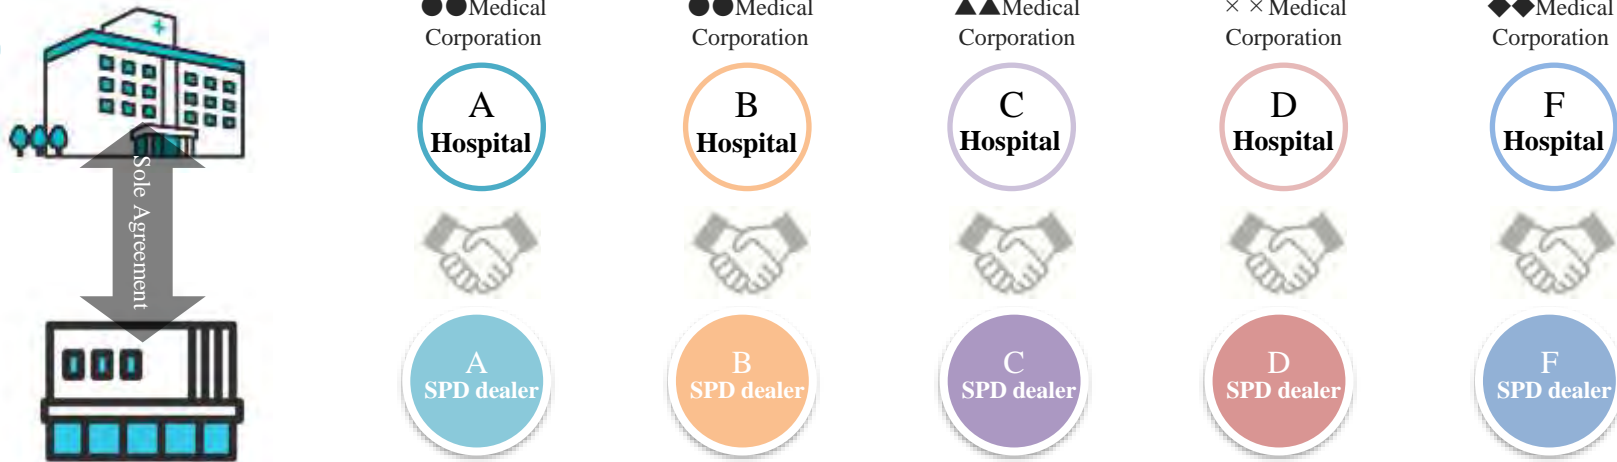 ●●Medical
Corporation
●●Medical
Corporation
▲▲Medical
Corporation
××Medical
Corporation
◆◆Medical
Corporation
A
Hospital
B
Hospital
C
Hospital
D
Hospital
F
Hospital
Sole Agreement
A
SPD dealer
B
SPD dealer
C
SPD dealer
D
SPD dealer
F
SPD dealer